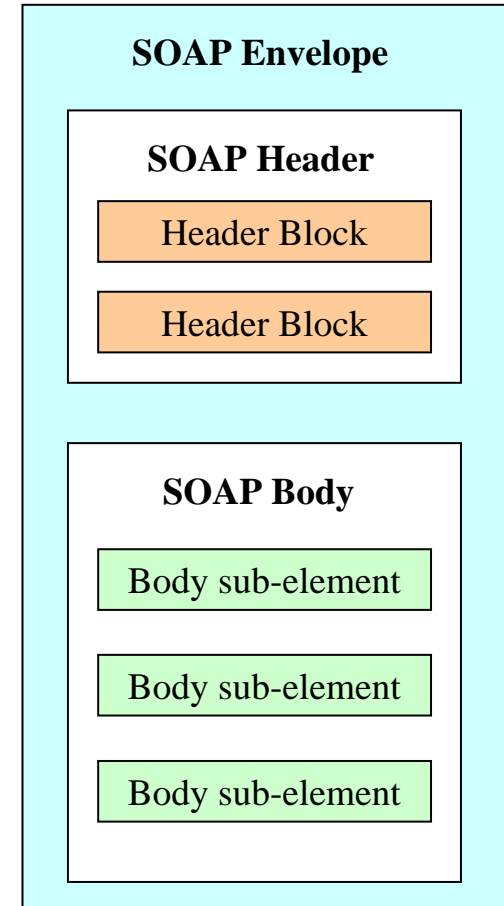 SOAP Envelope
SOAP Header
Header Block
Header Block
SOAP Body
Body sub-element
Body sub-element
Body sub-element